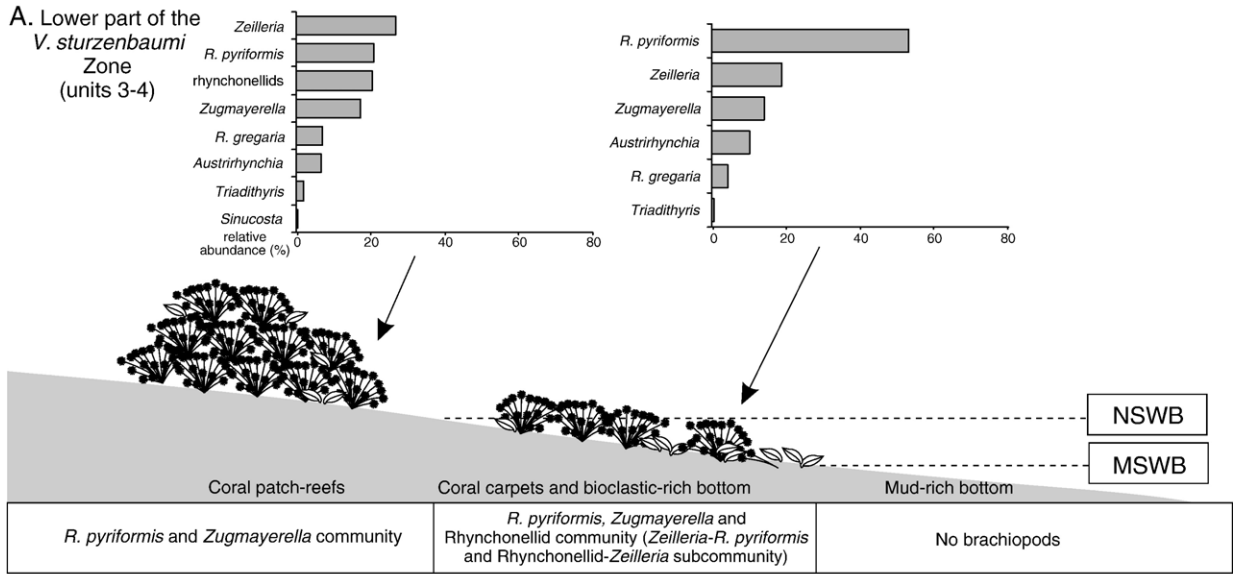 A. Lower part of the
V. sturzenbaumi
Zone
(units 3-4)
Zeilleria
R. pyriformis
rhynchonellids
Zugmayerella
R. gregaria
Austrirhynchia
Triadithyris
Sinucosta
relative
abundance (%)
0 20 40 60 80
R. pyriformis
Zeilleria
Zugmayerella
Austrirhynchia
R. gregaria
Triadithyris
0 20 40 60 80
NSWB
MSWB
Coral patch-reefs
Coral carpets and bioclastic-rich bottom
Mud-rich bottom
R. pyriformis and Zugmayerella community
R. pyriformis, Zugmayerella and
Rhynchonellid community (Zeilleria-R. pyriformis
and Rhynchonellid-Zeilleria subcommunity)
No brachiopods